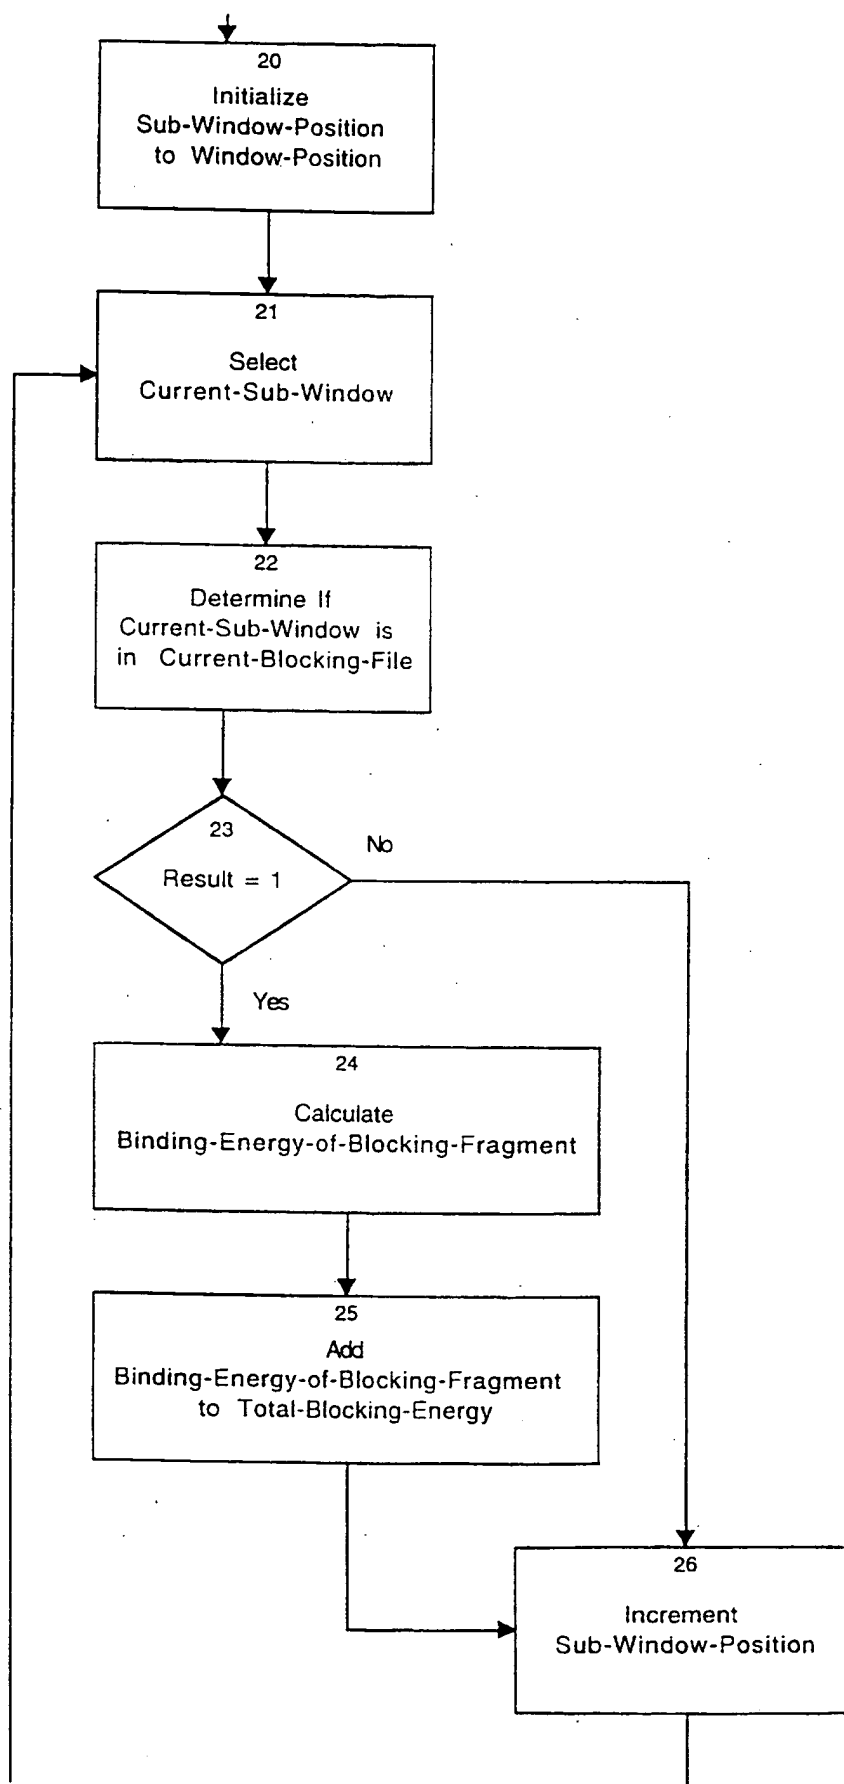 20
Initialize
Sub-Window-Position
to Window-Position
21
Select
Current-Sub-Window
22
Determine If
Current-Sub-Window is
in Current-Blocking-File
23
Result = 1
No
Yes
24
Calculate
Binding-Energy-of-Blocking-Fragment
25
Add
Binding-Energy-of-Blocking-Fragment
to Total-Blocking-Energy
26
Increment
Sub-Window-Position